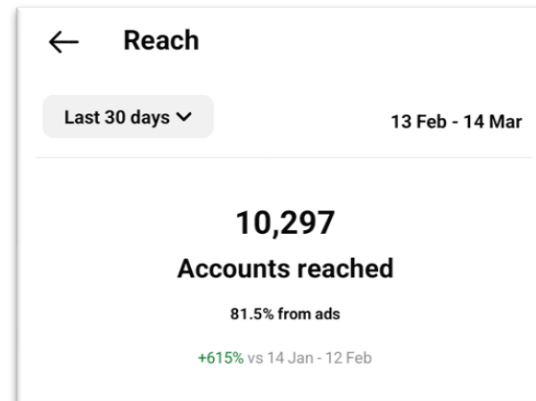 Reach
Last 30 days
13 Feb - 14 Mar
10,297
Accounts reached
81.5% from ads
+615% vs 14 Jan - 12 Feb